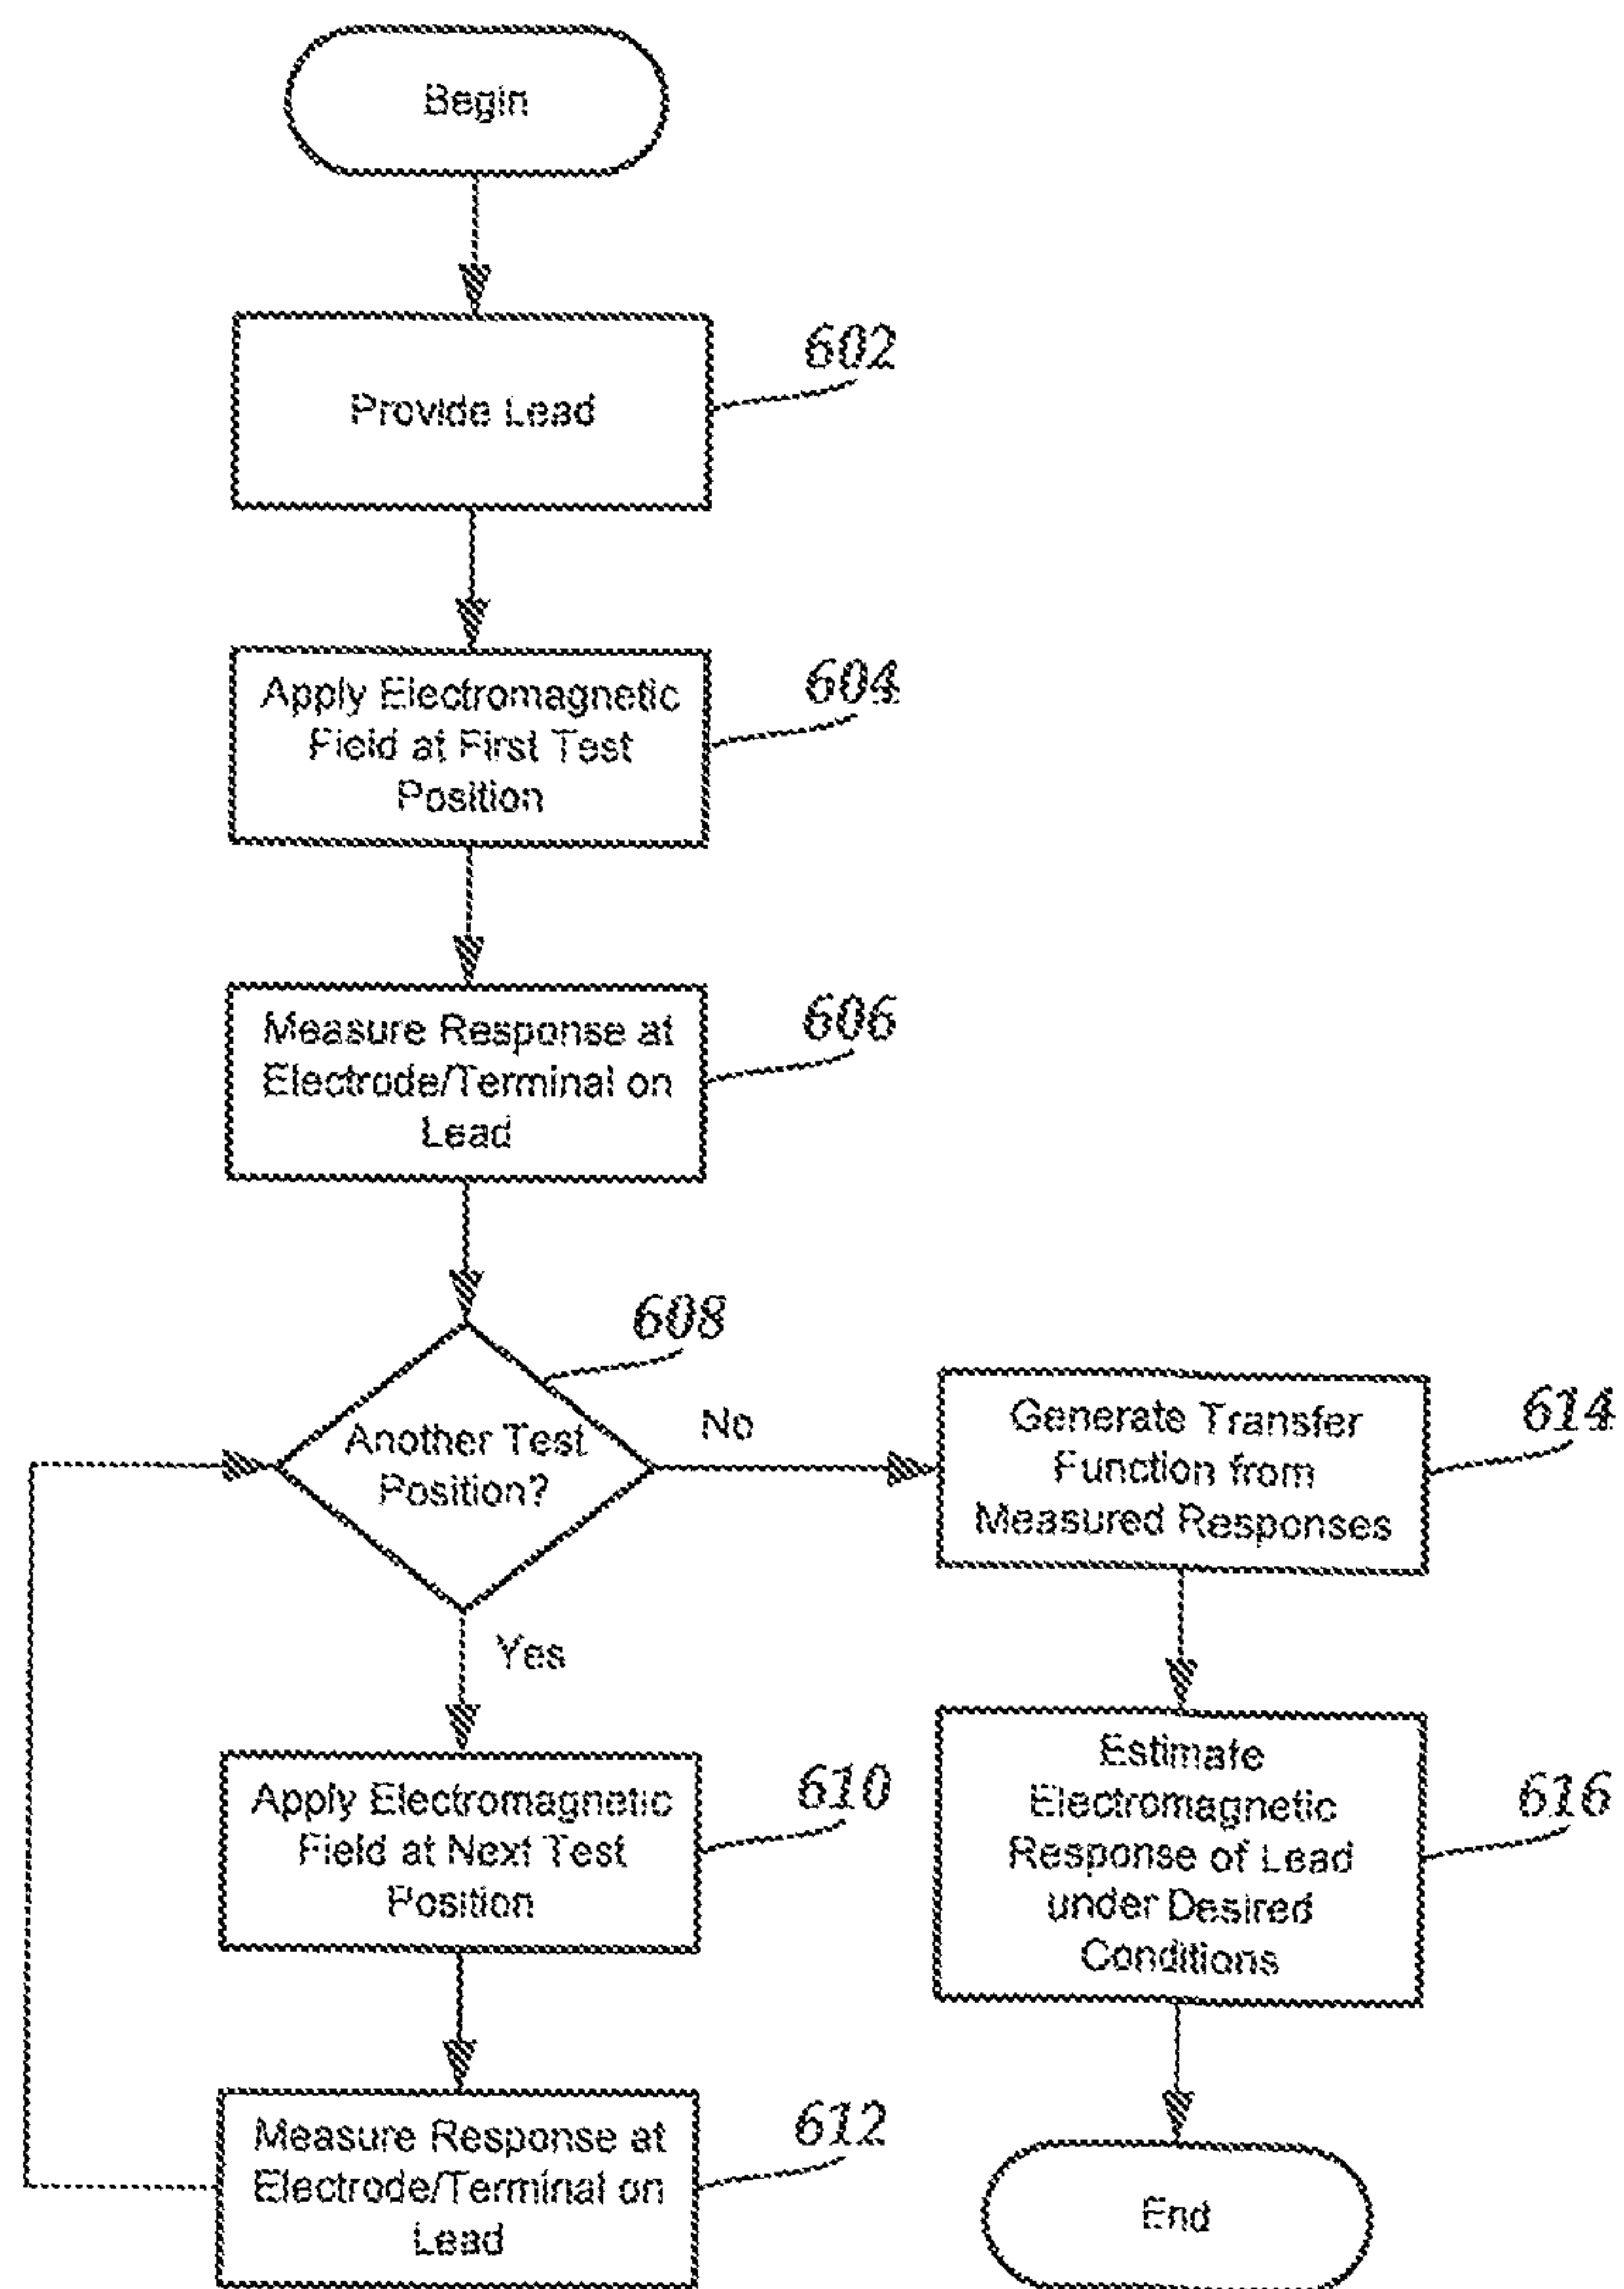 Begin
Provide Lead
602
Apply Electromagnetic
Field at First Test
Position
604
Measure Response at
Electrode/Terminal on
Lead
606
608
Another Test
Position?
No
Yes
Apply Electromagnetic
Field at Next Test
Position
610
Measure Response at
Electrode/Terminal on
Lead
612
Generate Transfer
Function from
Measured Responses
614
Estimate
Electromagnetic
Response of Lead
under Desired
Conditions
616
End